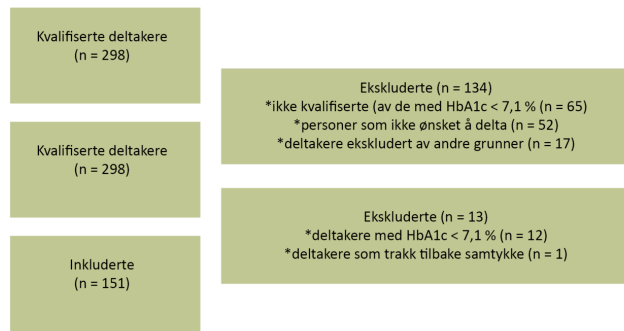 Kvalifiserte deltakere
(n = 298)
Ekskluderte (n = 134)
*ikke kvalifiserte (av de med HbA1c < 7,1 % (n = 65)
*personer som ikke ønsket å delta (n = 52)
*deltakere ekskludert av andre grunner (n = 17)
Kvalifiserte deltakere
(n = 298)
Ekskluderte (n = 13)
*deltakere med HbA1c < 7,1 % (n = 12)
*deltakere som trakk tilbake samtykke (n = 1)
Inkluderte
(n = 151)